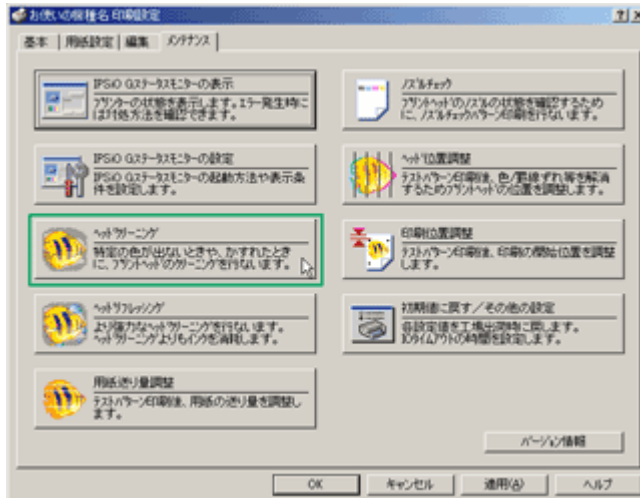 お使いの機種名 印刷設定
基本 用紙設定 編集 メンテナンス
IPSiO Gステータスモニターの表示
プリンターの状態を表示します。エラー発生時に
は対処方法を確認できます。
IPSiO Gステータスモニターの設定
ステータスモニターの起動方法や表示条
件を設定します。
ヘッドクリーニング
特定の色が出ないときや、かすれたとき
に、プリントヘッドのクリーニングを行ないます。
ヘッドリフレッシング
より強力なヘッドクリーニングを行ないます。
ヘッドクリーニングよりもインクを消耗します。
用紙送り量調整
テストパターン印刷後、用紙の送り量を調整し
ます。
ノズルチェック
プリントヘッドのノズルの状態を確認するため
に、ノズルチェックパターン印刷を行ないます。
ヘッド位置調整
テストパターン印刷後、色/罫線ずれ等を解消
するためプリントヘッドの位置を調整します。
印刷位置調整
テストパターン印刷後、印刷の開始位置を調整
します。
初期値に戻す/その他の設定
各設定値を工場出荷時に戻します。
I/Oタイムアウトの時間を設定します。
バージョン情報
OK キャンセル 適用(A) ヘルプ